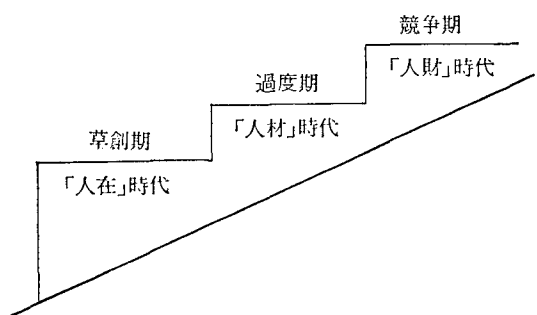 競争期
「人財」時代
過度期
「人材」時代
草創期
「人在」時代